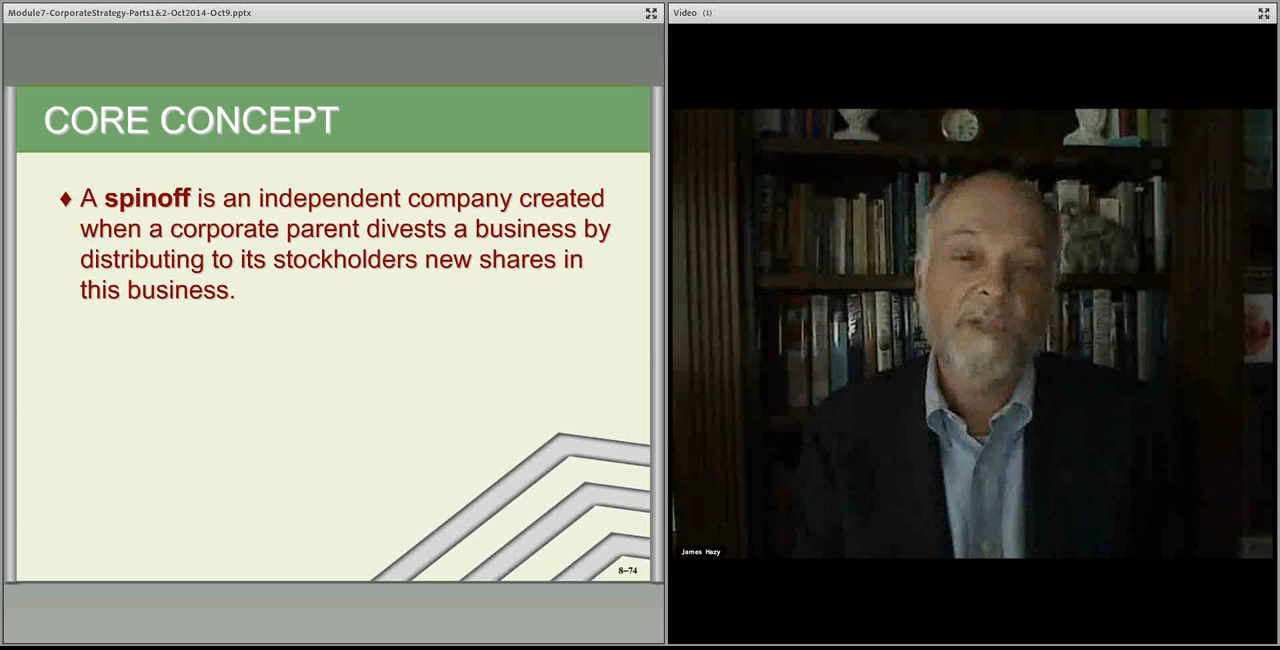 Module7-CorporateStrategy-Parts1&2-Oct2014-Oct9.pptx
CORE CONCEPT
♦ A spinoff is an independent company created
when a corporate parent divests a business by
distributing to its stockholders new shares in
this business.
8–74
Video (1)
James Hazy